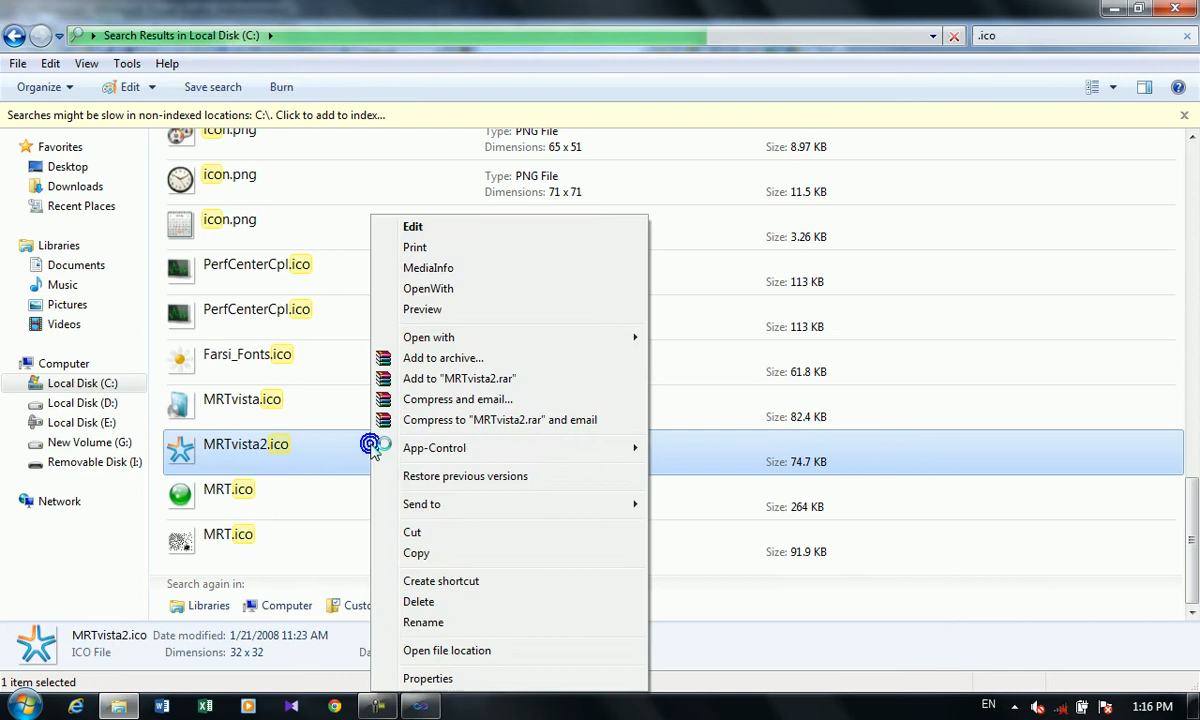 Search Results in Local Disk (C:)
.ico
File Edit View Tools Help
Organize Edit Save search Burn
Searches might be slow in non-indexed locations: C:\. Click to add to index...
Favorites
Desktop
Downloads
Recent Places
Libraries
Documents
Music
Pictures
Videos
Computer
Local Disk (C:)
Local Disk (D:)
Local Disk (E:)
New Volume (G:)
Removable Disk (I:)
Network
icon.png Type: PNG File
Dimensions: 65 x 51 Size: 8.97 KB
icon.png Type: PNG File
Dimensions: 71 x 71 Size: 11.5 KB
icon.png
Size: 3.26 KB
PerfCenterCpl.ico
Size: 113 KB
PerfCenterCpl.ico
Size: 113 KB
Farsi_Fonts.ico
Size: 61.8 KB
MRTvista.ico
Size: 82.4 KB
MRTvista2.ico
Size: 74.7 KB
MRT.ico
Size: 264 KB
MRT.ico
Size: 91.9 KB
Search again in:
Libraries Computer Custo
Edit
Print
MediaInfo
OpenWith
Preview
Open with
Add to archive...
Add to "MRTvista2.rar"
Compress and email...
Compress to "MRTvista2.rar" and email
App-Control
Restore previous versions
Send to
Cut
Copy
Create shortcut
Delete
Rename
Open file location
Properties
MRTvista2.ico Date modified: 1/21/2008 11:23 AM
ICO File Dimensions: 32 x 32 Da
1 item selected
EN 1:16 PM